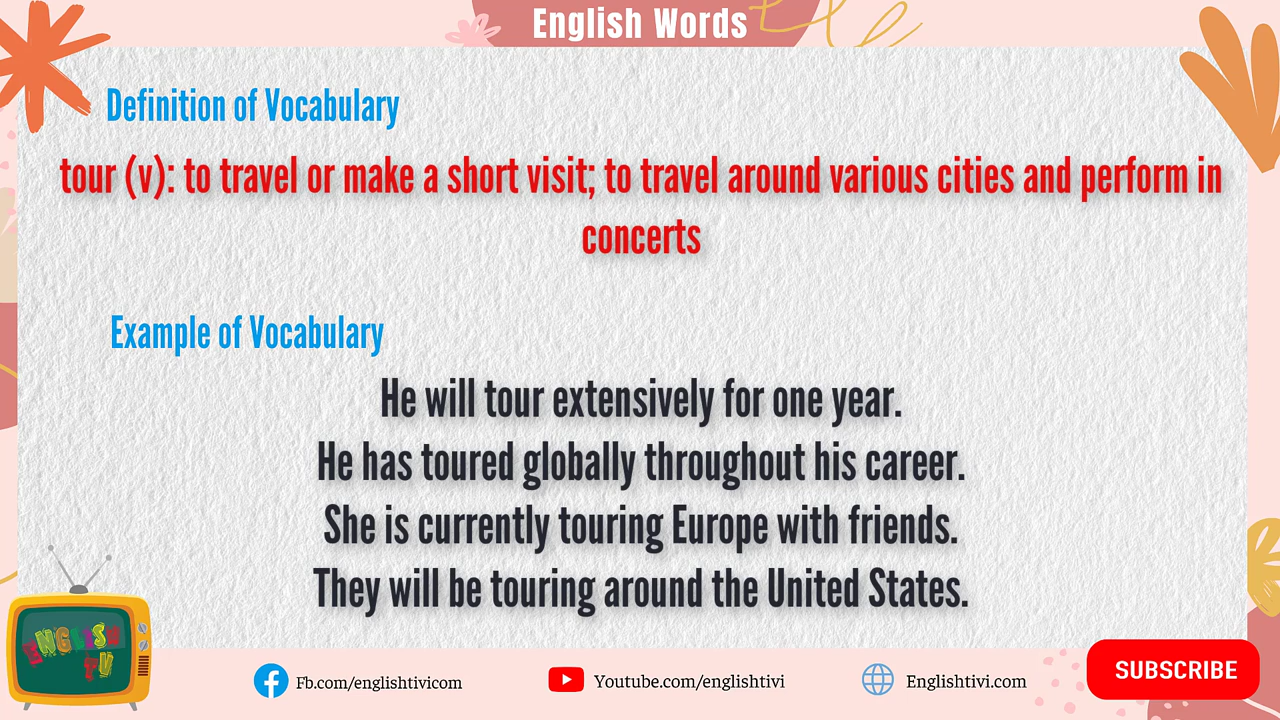 English Words
Definition of Vocabulary
tour (v): to travel or make a short visit; to travel around various cities and perform in
concerts
Example of Vocabulary
He will tour extensively for one year.
He has toured globally throughout his career.
She is currently touring Europe with friends.
They will be touring around the United States.
ENGLISH
TV
Fb.com/englishtivicom
Youtube.com/englishtivi
Englishtivi.com
SUBSCRIBE